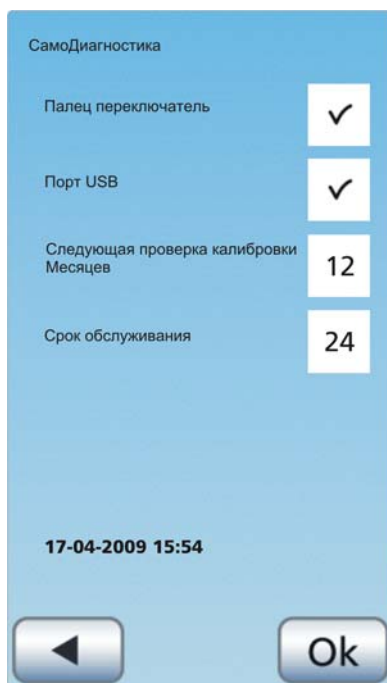 СамоДиагностика
Палец переключатель
Порт USB
Следующая проверка калибровки
Месяцев
12
Срок обслуживания
24
17-04-2009 15:54
Ok